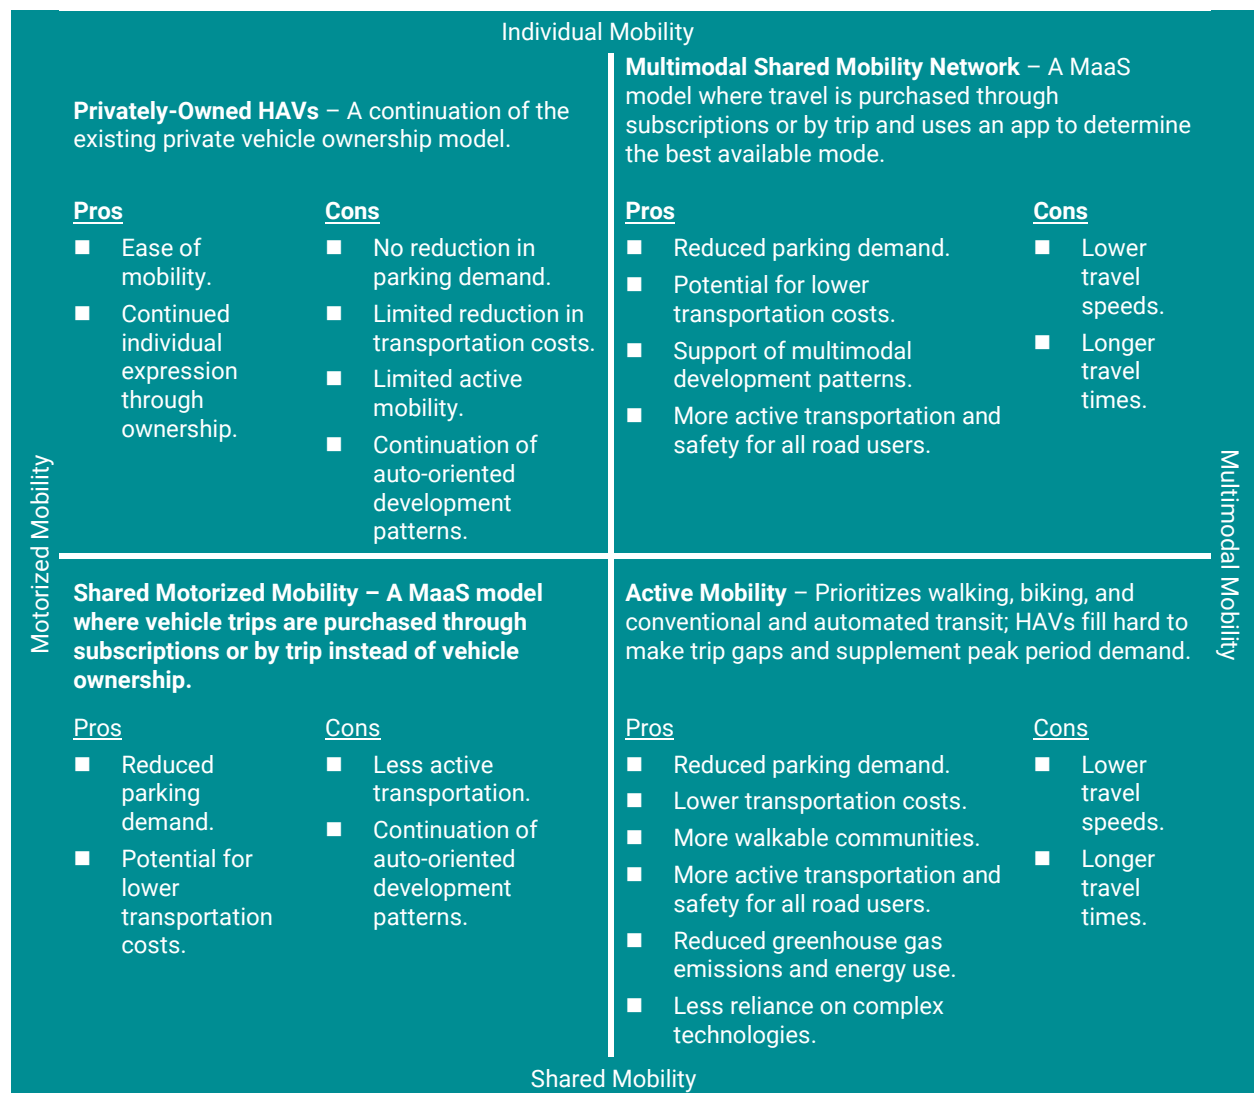 Individual Mobility
Privately-Owned HAVs – A continuation of the
existing private vehicle ownership model.
Pros
■ Ease of
mobility.
■ Continued
individual
expression
through
ownership.
Cons
■ No reduction in
parking demand.
■ Limited reduction in
transportation costs.
■ Limited active
mobility.
■ Continuation of
auto-oriented
development
patterns.
Multimodal Shared Mobility Network – A MaaS
model where travel is purchased through
subscriptions or by trip and uses an app to determine
the best available mode.
Pros
■ Reduced parking demand.
■ Potential for lower
transportation costs.
■ Support of multimodal
development patterns.
■ More active transportation and
safety for all road users.
Cons
■ Lower
travel
speeds.
■ Longer
travel
times.
Motorized Mobility
Multimodal Mobility
Shared Motorized Mobility – A MaaS model
where vehicle trips are purchased through
subscriptions or by trip instead of vehicle
ownership.
Pros
■ Reduced
parking
demand.
■ Potential for
lower
transportation
costs.
Cons
■ Less active
transportation.
■ Continuation of
auto-oriented
development
patterns.
Active Mobility – Prioritizes walking, biking, and
conventional and automated transit; HAVs fill hard to
make trip gaps and supplement peak period demand.
Pros
■ Reduced parking demand.
■ Lower transportation costs.
■ More walkable communities.
■ More active transportation and
safety for all road users.
■ Reduced greenhouse gas
emissions and energy use.
■ Less reliance on complex
technologies.
Cons
■ Lower
travel
speeds.
■ Longer
travel
times.
Shared Mobility